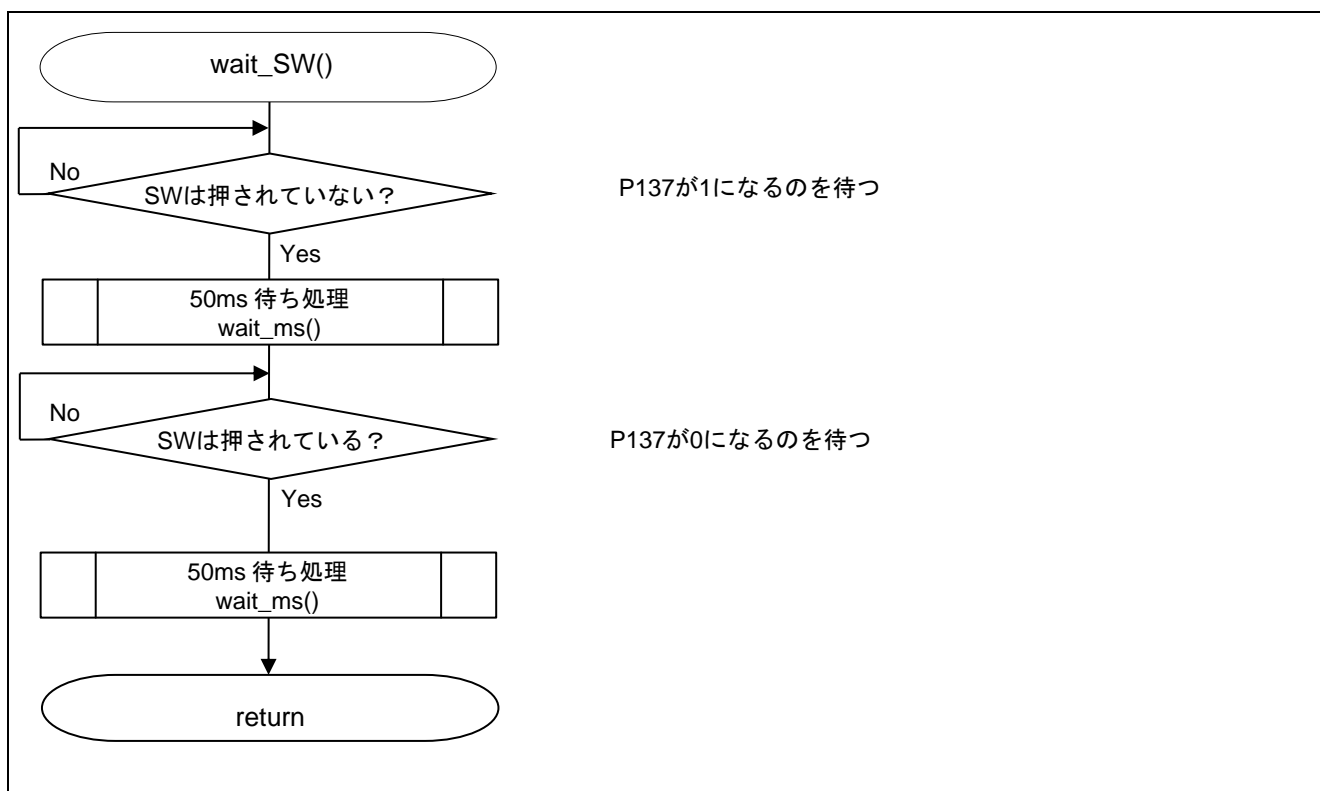 wait_SW()
No
SWは押されていない？
P137が1になるのを待つ
Yes
50ms 待ち処理
wait_ms()
No
SWは押されている？
P137が0になるのを待つ
Yes
50ms 待ち処理
wait_ms()
return